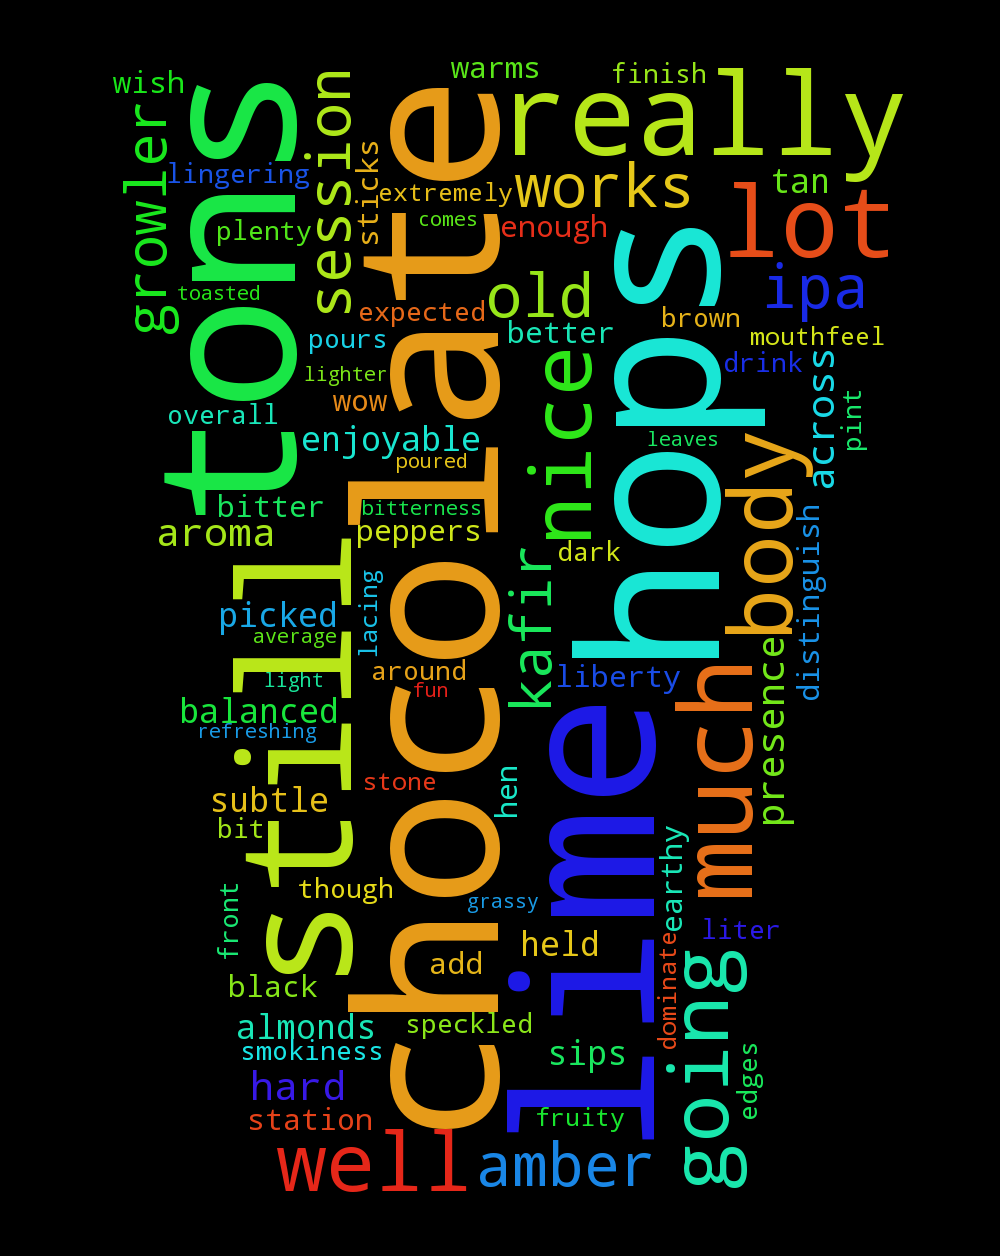 warms
finish
wish
really
tons
session
growler
chocolate
sticks
lingering
extremely
works
tan
lot
comes
enough
plenty
hops
toasted
ipa
old
expected
brown
better
mouthfeel
pours
drink
lighter
across
wow
nice
pint
overall
enjoyable
leaves
poured
body
bitter
bitterness
aroma
peppers
dark
distinguish
still
kafir
lacing
picked
average
around
liberty
light
fun
presence
much
balanced
refreshing
lime
stone
hen
subtle
bit
though
earthy
front
grassy
liter
held
dominate
add
going
black
speckled
almonds
smokiness
sips
edges
hard
station
fruity
well
amber